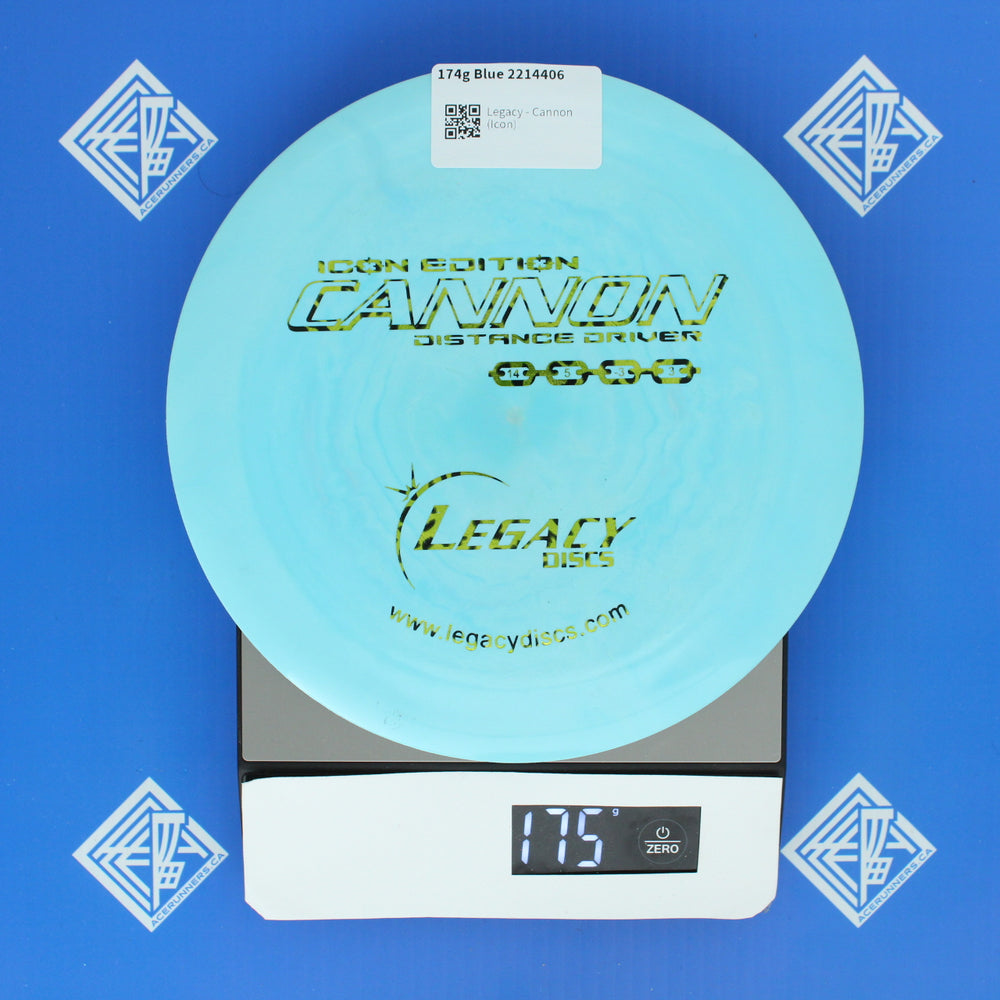 174g Blue 2214406
Legacy - Cannon
(Icon)
ICON EDITION
CANNON
DISTANCE DRIVER
14 5 -3 3
LEGACY
DISCS
www.legacydiscs.com
175 g
ZERO
ACERUNNERS.CA
ACERUNNERS.CA
ACERUNNERS.CA
ACERUNNERS.CA